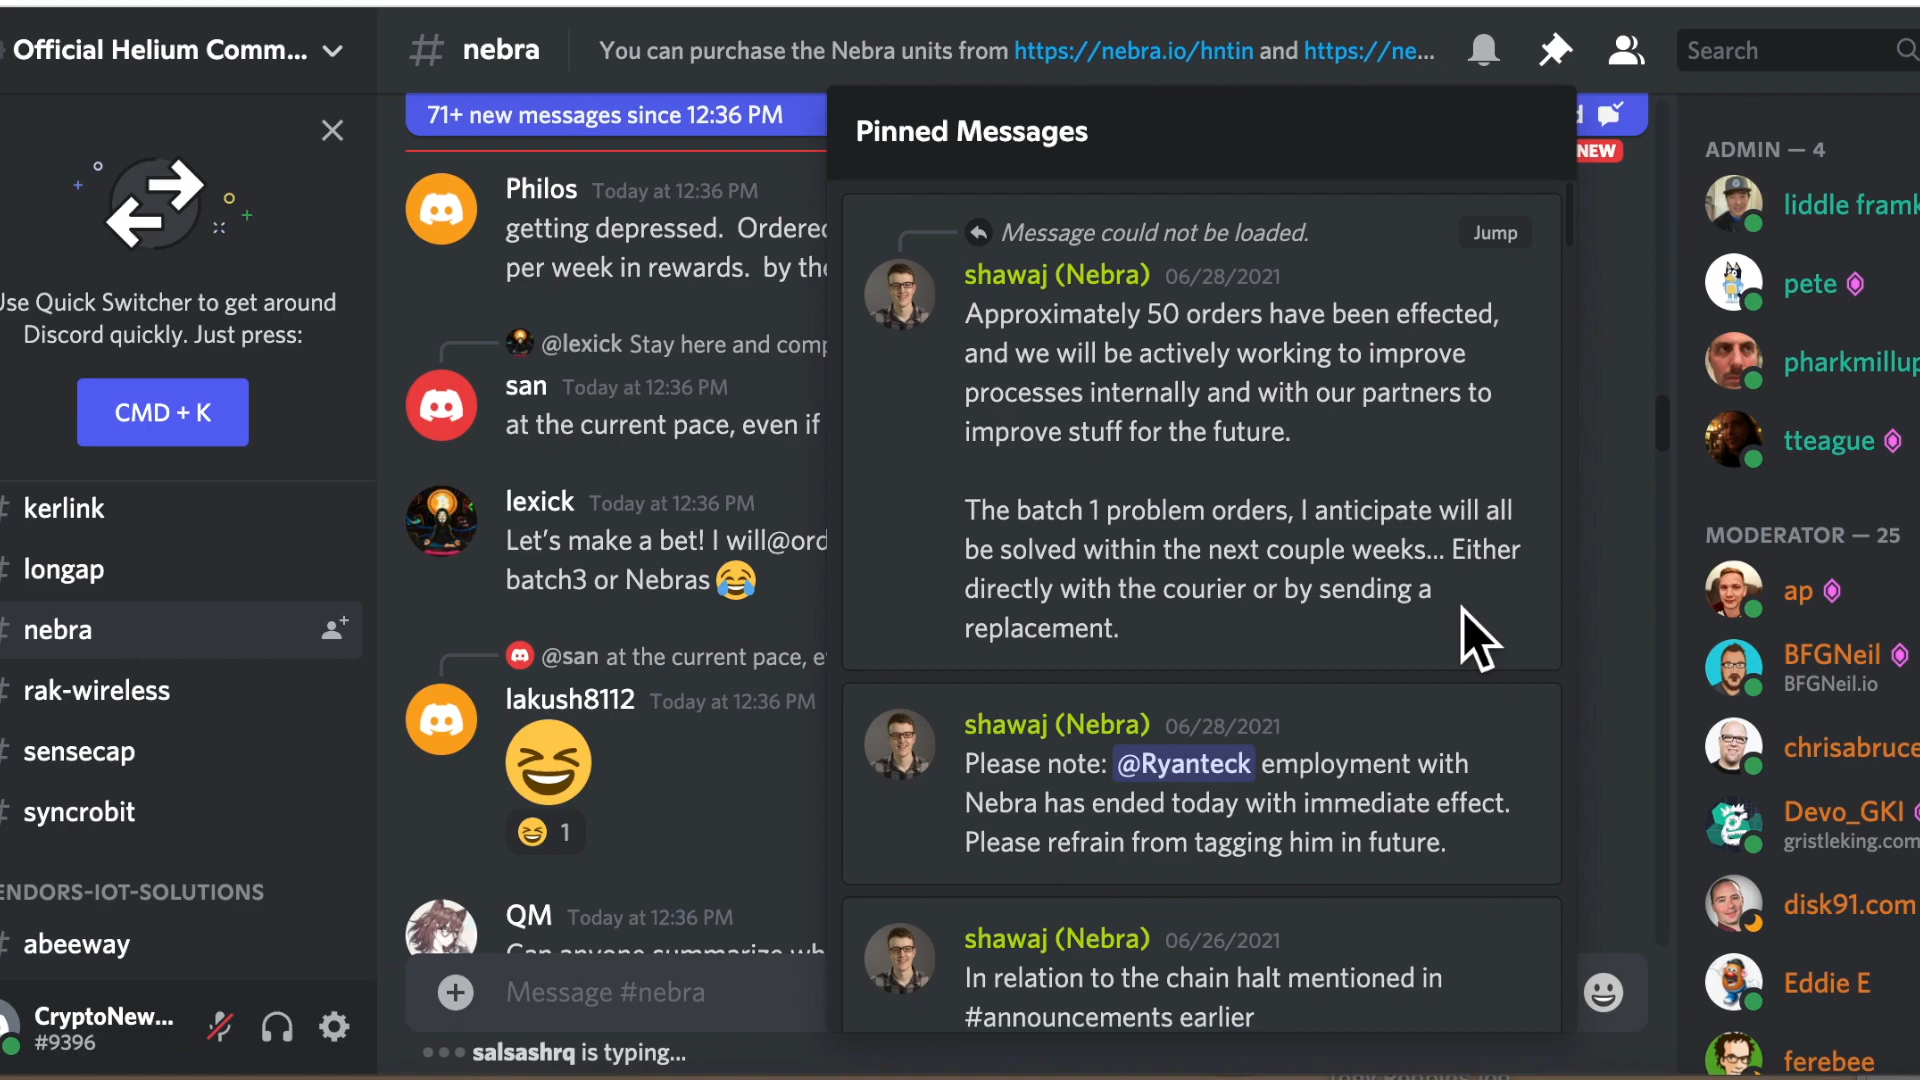 Official Helium Comm...
Use Quick Switcher to get around
Discord quickly. Just press:
CMD + K
kerlink
longap
# nebra
rak-wireless
sensecap
syncrobit
ENDORS-IOT-SOLUTIONS
abeeway
CryptoNew...
#9396
# nebra
You can purchase the Nebra units from https://nebra.io/hntin and https://ne...
Search
71+ new messages since 12:36 PM
NEW
Philos Today at 12:36 PM
getting depressed. Ordered
per week in rewards. by the
@lexick Stay here and comp
san Today at 12:36 PM
at the current pace, even if
lexick Today at 12:36 PM
Let's make a bet! I will@ord
batch3 or Nebras 😂
@san at the current pace, e
lakush8112 Today at 12:36 PM
😆
😆 1
QM Today at 12:36 PM
Can anyone summarize wh
Message #nebra
salsashrq is typing...
Pinned Messages
Message could not be loaded.
Jump
shawaj (Nebra) 06/28/2021
Approximately 50 orders have been effected,
and we will be actively working to improve
processes internally and with our partners to
improve stuff for the future.
The batch 1 problem orders, I anticipate will all
be solved within the next couple weeks... Either
directly with the courier or by sending a
replacement.
shawaj (Nebra) 06/28/2021
Please note: @Ryanteck employment with
Nebra has ended today with immediate effect.
Please refrain from tagging him in future.
shawaj (Nebra) 06/26/2021
In relation to the chain halt mentioned in
#announcements earlier
ADMIN — 4
liddle framk
pete
pharkmillup
tteague
MODERATOR — 25
ap
BFGNeil
BFGNeil.io
chrisabruce
Devo_GKI
gristleking.com
disk91.com
Eddie E
ferebee